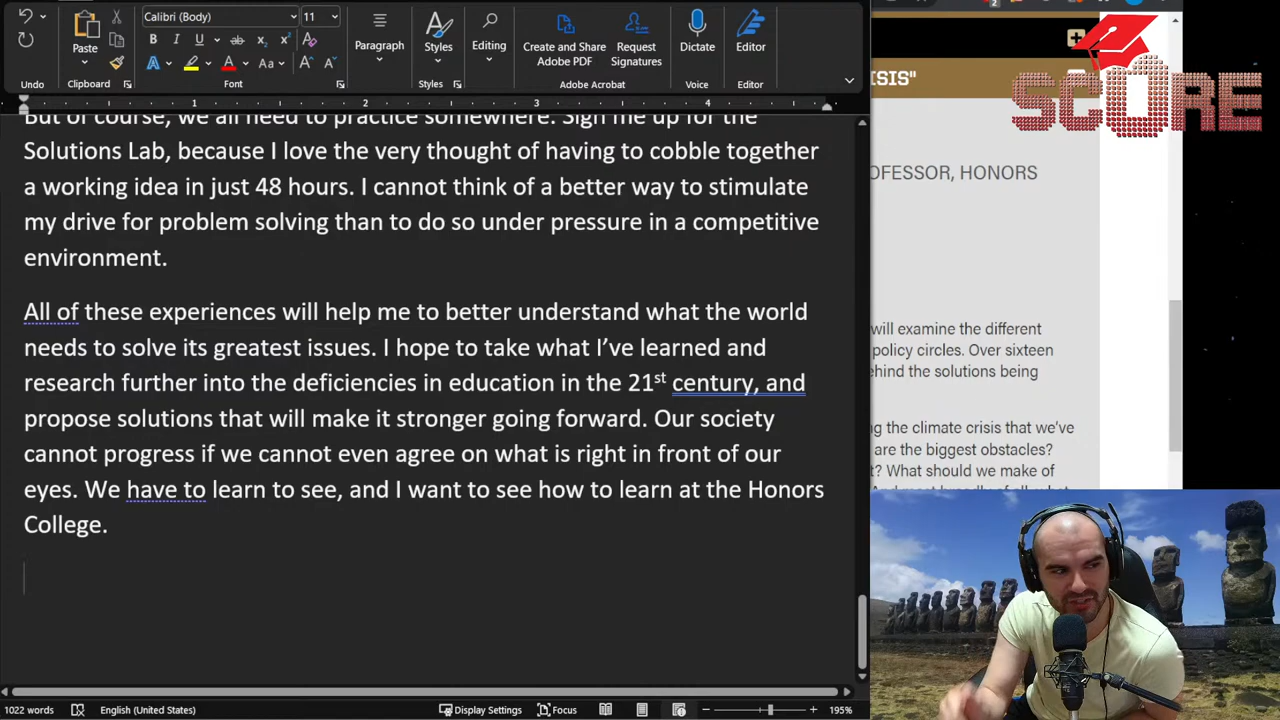 Calibri (Body)
11
Paste
Paragraph
Styles
Editing
Create and Share
Adobe PDF
Request
Signatures
Dictate
Editor
Undo
Clipboard
Font
Styles
Adobe Acrobat
Voice
Editor
1
2
3
4
But of course, we all need to practise somewhere. Sign me up for the
Solutions Lab, because I love the very thought of having to cobble together
a working idea in just 48 hours. I cannot think of a better way to stimulate
my drive for problem solving than to do so under pressure in a competitive
environment.
All of these experiences will help me to better understand what the world
needs to solve its greatest issues. I hope to take what I’ve learned and
research further into the deficiencies in education in the 21st century, and
propose solutions that will make it stronger going forward. Our society
cannot progress if we cannot even agree on what is right in front of our
eyes. We have to learn to see, and I want to see how to learn at the Honors
College.
1022 words
English (United States)
Display Settings
Focus
195%
ISIS"
SCORE
OFESSOR, HONORS
will examine the different
policy circles. Over sixteen
ehind the solutions being
ng the climate crisis that we’ve
are the biggest obstacles?
t? What should we make of